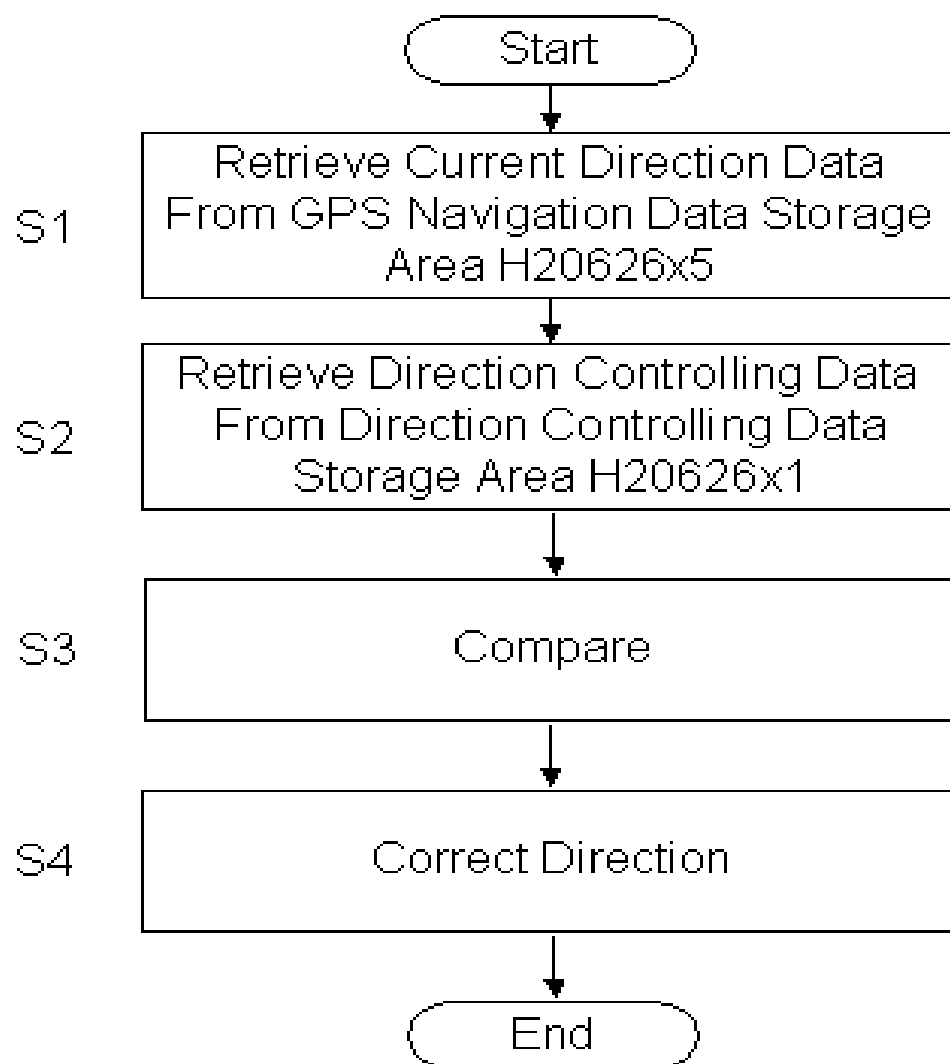 Start
S1
Retrieve Current Direction Data
From GPS Navigation Data Storage
Area H20626x5
S2
Retrieve Direction Controlling Data
From Direction Controlling Data
Storage Area H20626x1
S3
Compare
S4
Correct Direction
End